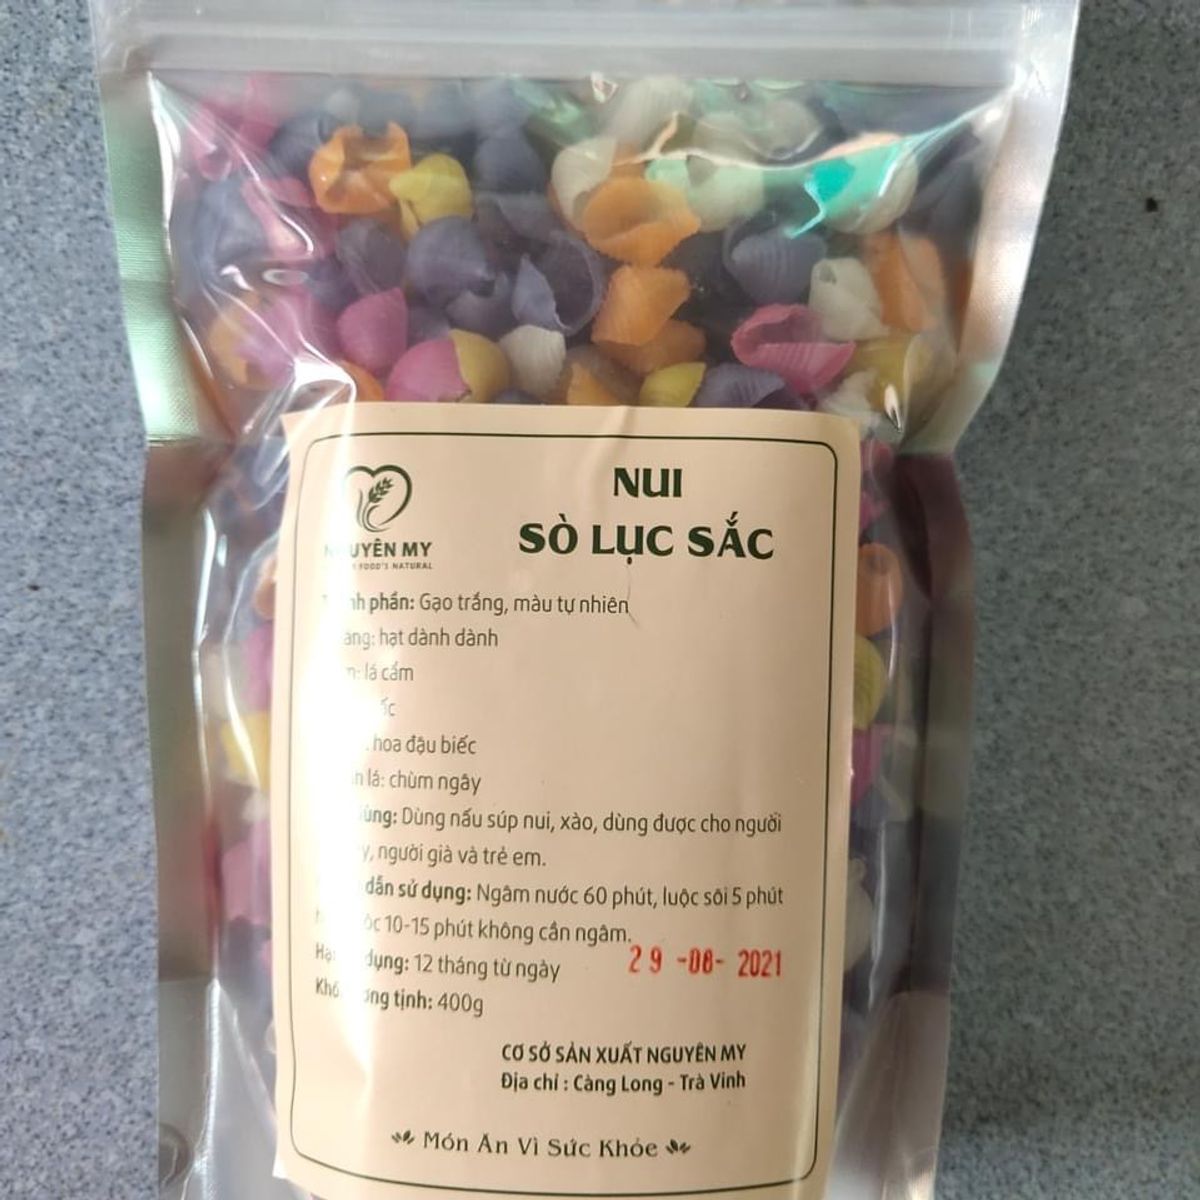 NUI
SÒ LỤC SẮC
NGUYÊN MY
FOOD'S NATURAL
phần: Gạo trắng, màu tự nhiên
hạt dành dành
lá cẩm
hoa đậu biếc
lá: chùm ngây
Dùng nấu súp nui, xào, dùng được cho người
người già và trẻ em.
dẫn sử dụng: Ngâm nước 60 phút, luộc sôi 5 phút
10-15 phút không cần ngâm.
dụng: 12 tháng từ ngày
29 -08- 2021
tịnh: 400g
CƠ SỞ SẢN XUẤT NGUYÊN MY
Địa chỉ : Càng Long - Trà Vinh
Món Ăn Vì Sức Khỏe